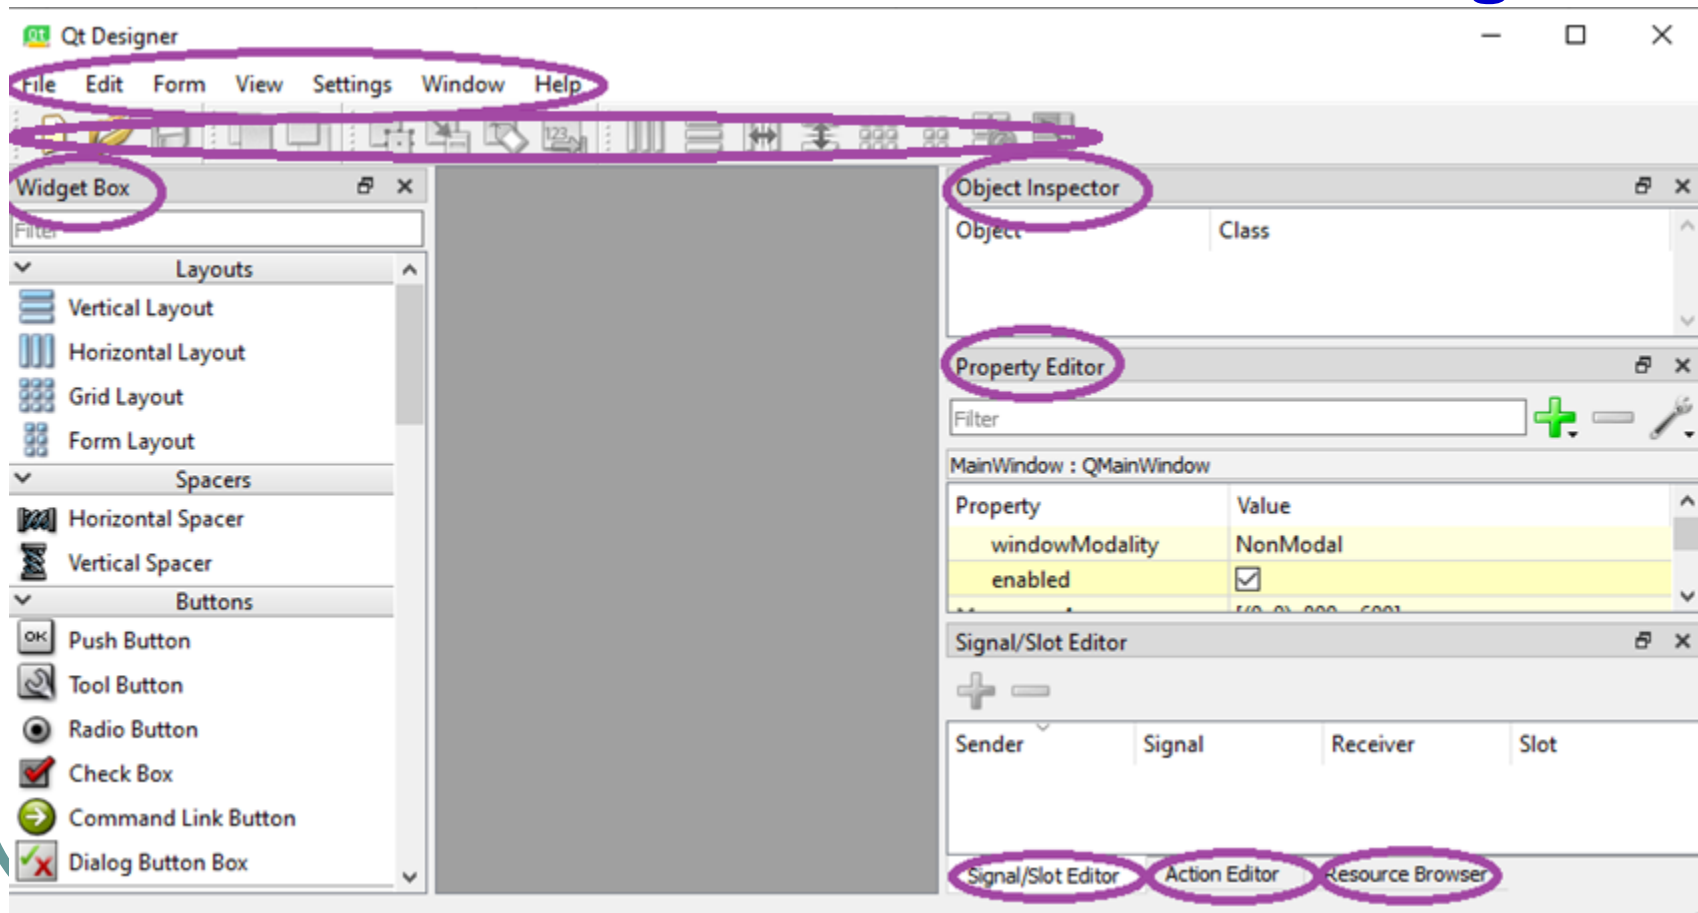 Qt Designer
File Edit Form View Settings Window Help
Widget Box
Filter
Layouts
Vertical Layout
Horizontal Layout
Grid Layout
Form Layout
Spacers
Horizontal Spacer
Vertical Spacer
Buttons
Push Button
OK
Tool Button
Radio Button
Check Box
Command Link Button
Dialog Button Box
Object Inspector
Object Class
Property Editor
Filter
MainWindow : QMainWindow
Property Value
windowModality NonModal
enabled
Signal/Slot Editor
Sender Signal Receiver Slot
Signal/Slot Editor Action Editor Resource Browser